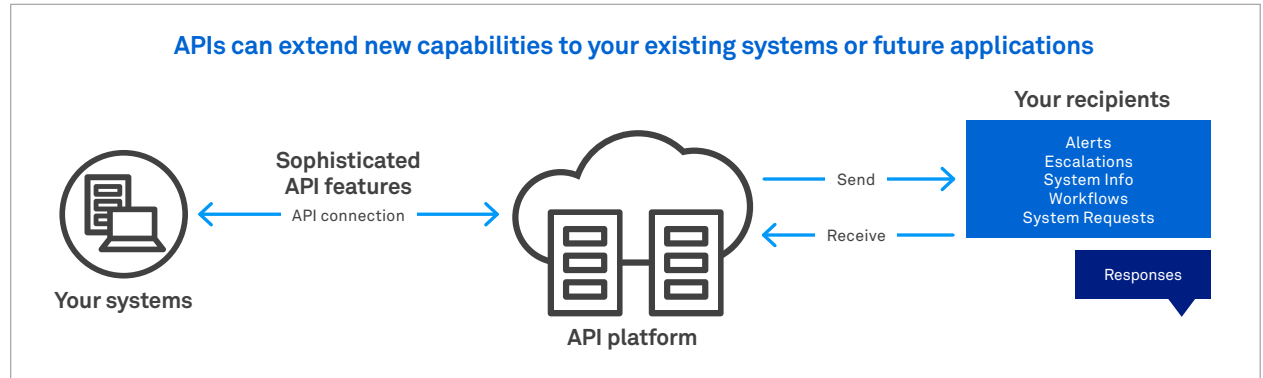 APIs can extend new capabilities to your existing systems or future applications
Your recipients
Alerts
Escalations
System Info
Workflows
System Requests
Sophisticated
API features
API connection
Send
Receive
Responses
Your systems
API platform